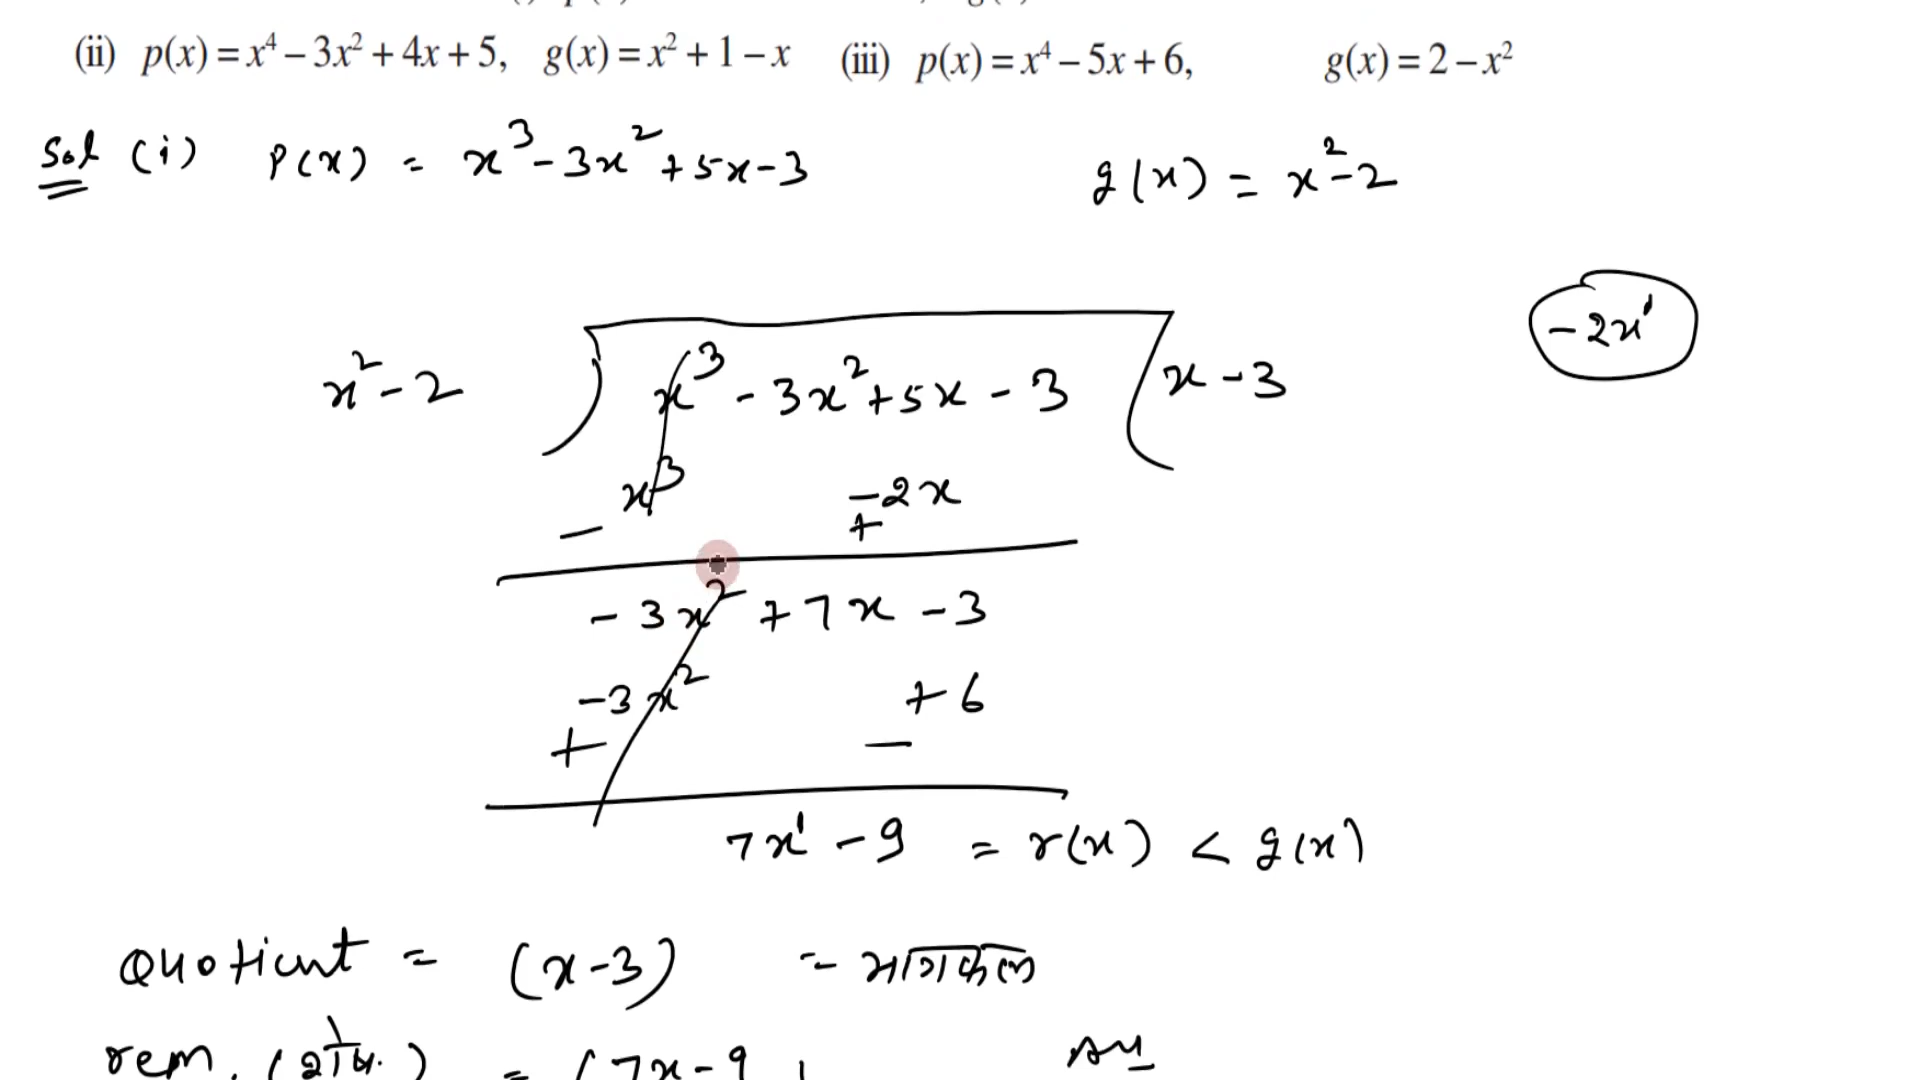 (ii) p(x) = x⁴ – 3x² + 4x + 5, g(x) = x² + 1 – x (iii) p(x) = x⁴ – 5x + 6, g(x) = 2 – x²
Sol (i) P(x) = x³ - 3x² + 5x - 3 g(x) = x² - 2
-2x¹
x² - 2 ) x³ - 3x² + 5x - 3 ( x - 3
x³ -2x
- +
-3x² + 7x - 3
-3x² + 6
+ -
7x¹ - 9 = r(x) < g(x)
Quotient = (x-3) = भागफल
rem. = (7x-9 Ans